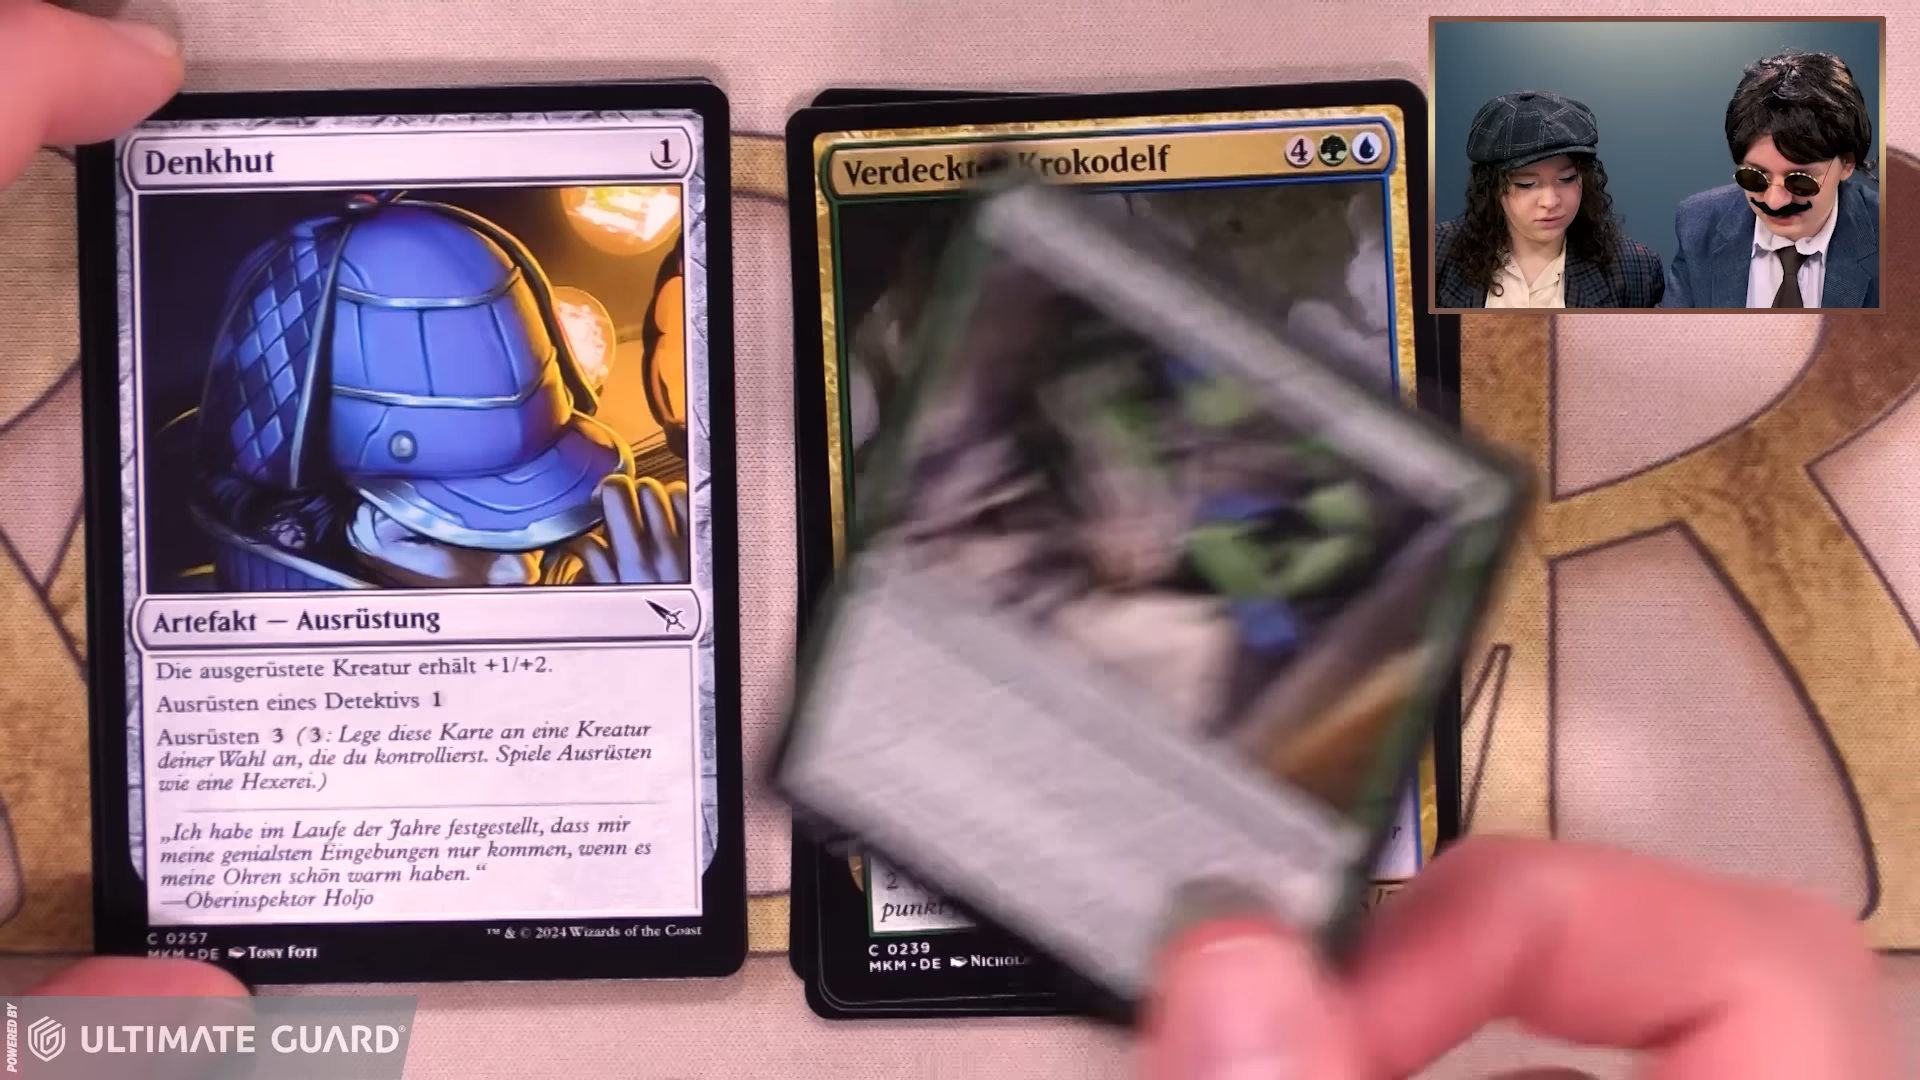 Denkhut 1
Artefakt — Ausrüstung
Die ausgerüstete Kreatur erhält +1/+2.
Ausrüsten eines Detektivs 1
Ausrüsten 3 (3: Lege diese Karte an eine Kreatur
deiner Wahl an, die du kontrollierst. Spiele Ausrüsten
wie eine Hexerei.)
„Ich habe im Laufe der Jahre festgestellt, dass mir
meine genialsten Eingebungen nur kommen, wenn es
meine Ohren schön warm haben.“
—Oberinspektor Holjo
C 0257
MKM • DE Tony Foti
™ & © 2024 Wizards of the Coast
Krokodelf 4
2
C 0239
MKM • DE
POWERED BY
ULTIMATE GUARD®